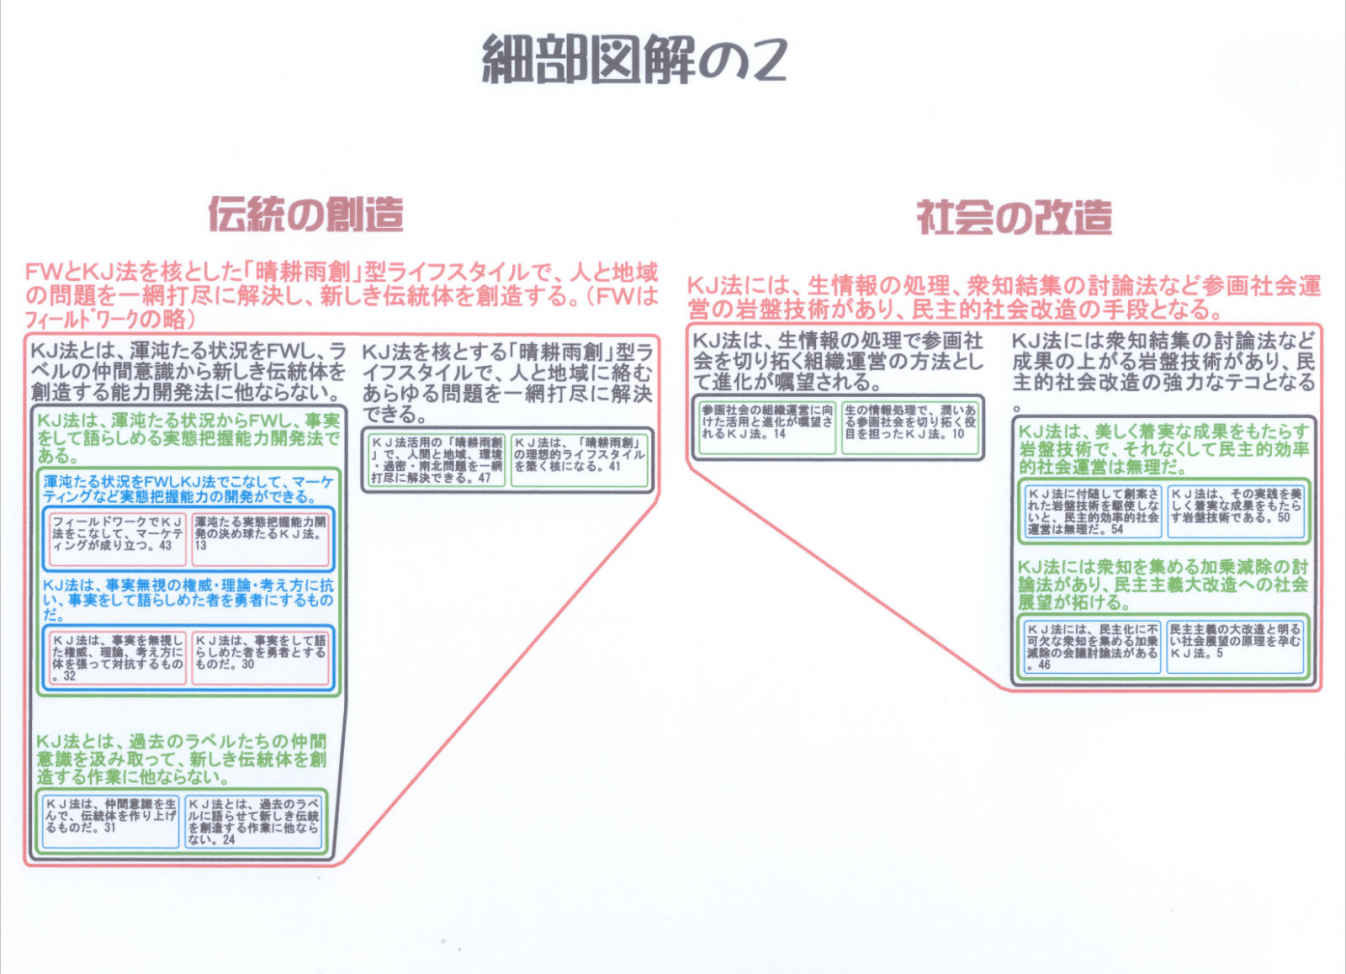 細部図解の2
伝統の創造
FWとKJ法を核とした「晴耕雨創」型ライフスタイルで、人と地域
の問題を一網打尽に解決し、新しき伝統体を創造する。(FWは
フィールドワークの略)
KJ法とは、渾沌たる状況をFWし、ラ
ベルの仲間意識から新しき伝統体を
創造する能力開発法に他ならない。
KJ法は、渾沌たる状況からFWし、事実
をして語らしめる実態把握能力開発法で
ある。
渾沌たる状況をFWしKJ法でこなして、マーケ
ティングなど実態把握能力の開発ができる。
フィールドワークでKJ
法をこなして、マーケテ
ィングが成り立つ。43
渾沌たる実態把握能力開
発の決め球たるKJ法。
13
KJ法は、事実無視の権威・理論・考え方に抗
い、事実をして語らしめた者を勇者にするもの
だ。
KJ法は、事実を無視し
た権威、理論、考え方に
体を張って対抗するもの
。32
KJ法は、事実をして語
らしめた者を勇者とする
ものだ。30
KJ法とは、過去のラベルたちの仲間
意識を汲み取って、新しき伝統体を創
造する作業に他ならない。
KJ法は、仲間意識を生
んで、伝統体を作り上げ
るものだ。31
KJ法とは、過去のラベ
ルに語らせて新しき伝統
を創造する作業に他なら
ない。24
KJ法を核とする「晴耕雨創」型ラ
イフスタイルで、人と地域に絡む
あらゆる問題を一網打尽に解決
できる。
KJ法活用の「晴耕雨創
」で、人間と地域、環境
・過密・南北問題を一網
打尽に解決できる。47
KJ法は、「晴耕雨創」
の理想的ライフスタイル
を築く核になる。41
社会の改造
KJ法には、生情報の処理、衆知結集の討論法など参画社会運
営の岩盤技術があり、民主的社会改造の手段となる。
KJ法は、生情報の処理で参画社
会を切り拓く組織運営の方法とし
て進化が嘱望される。
参画社会の組織運営に向
けた活用と進化が嘱望さ
れるKJ法。14
生の情報処理で、潤いあ
る参画社会を切り拓く役
目を担ったKJ法。10
KJ法には衆知結集の討論法など
成果の上がる岩盤技術があり、民
主的社会改造の強力なテコとなる
。
KJ法は、美しく着実な成果をもたらす
岩盤技術で、それなくして民主的効率
的社会運営は無理だ。
KJ法に付随して創案さ
れた岩盤技術を駆使しな
いと、民主的効率的社会
運営は無理だ。54
KJ法は、その実践を美
しく着実な成果をもたら
す岩盤技術である。50
KJ法には衆知を集める加乗減除の討
論法があり、民主主義大改造への社会
展望が拓ける。
KJ法には、民主化に不
可欠な衆知を集める加乗
減除の会議討論法がある
。46
民主主義の大改造と明る
い社会展望の原理を孕む
KJ法。5